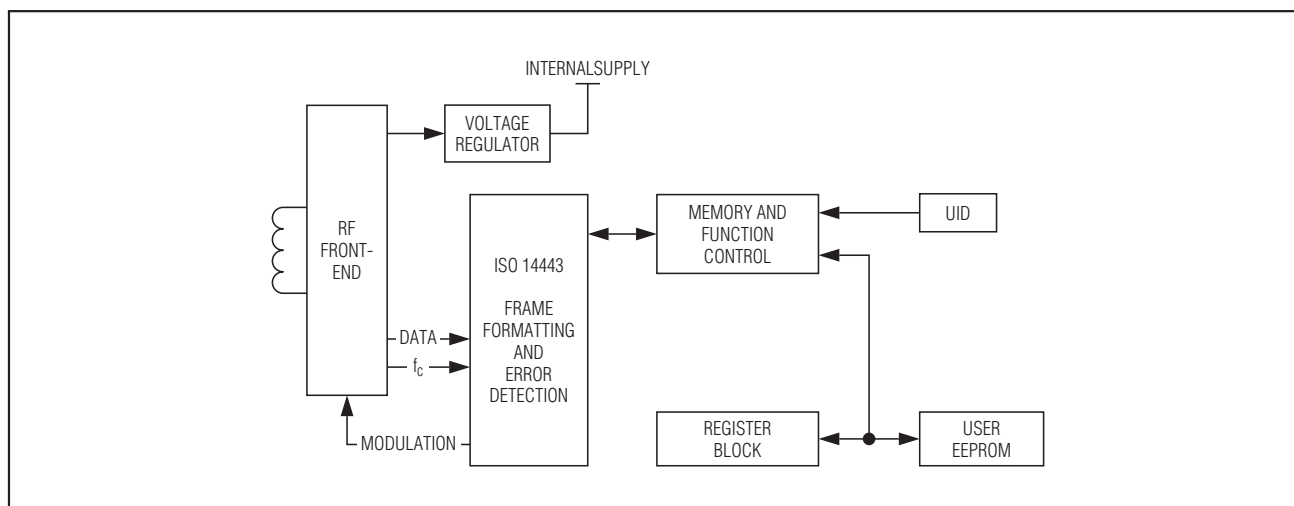 INTERNALSUPPLY
VOLTAGE
REGULATOR
RF
FRONT-
END
ISO 14443
FRAME
FORMATTING
AND
ERROR
DETECTION
MEMORY AND
FUNCTION
CONTROL
UID
DATA
fC
MODULATION
REGISTER
BLOCK
USER
EEPROM